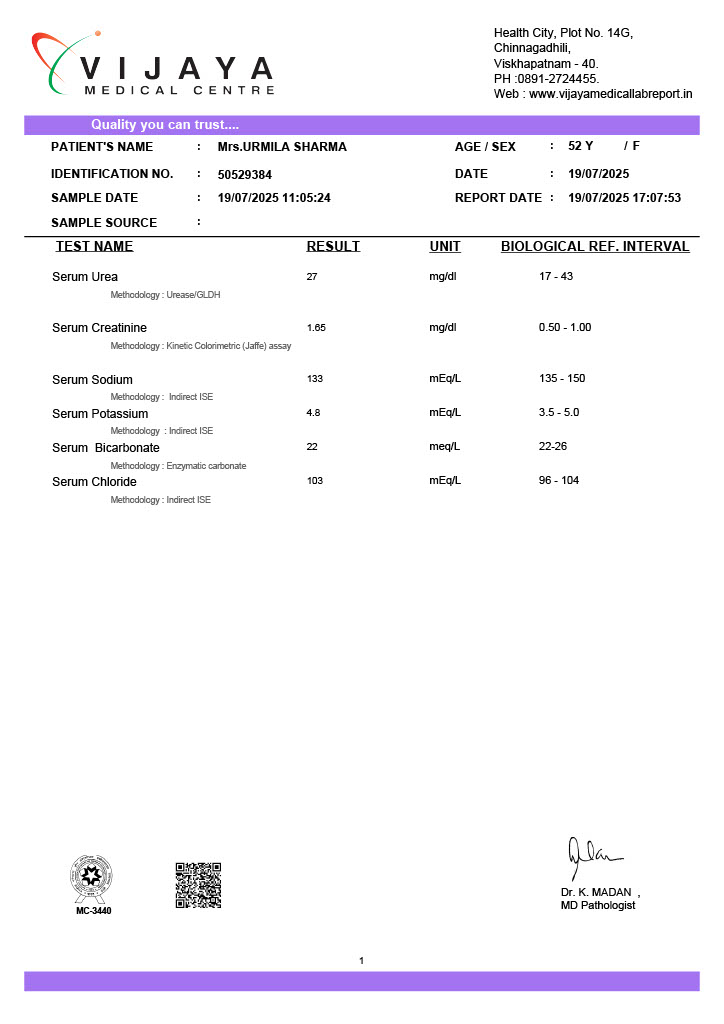 VIJAYA
MEDICAL CENTRE
Health City, Plot No. 14G,
Chinnagadhili,
Viskhapatnam - 40.
PH :0891-2724455.
Web : www.vijayamedicallabreport.in
Quality you can trust....
PATIENT'S NAME : Mrs.URMILA SHARMA AGE / SEX : 52 Y / F
IDENTIFICATION NO. : 50529384 DATE : 19/07/2025
SAMPLE DATE : 19/07/2025 11:05:24 REPORT DATE : 19/07/2025 17:07:53
SAMPLE SOURCE :
TEST NAME RESULT UNIT BIOLOGICAL REF. INTERVAL
Serum Urea 27 mg/dl 17 - 43
Methodology : Urease/GLDH
Serum Creatinine 1.65 mg/dl 0.50 - 1.00
Methodology : Kinetic Colorimetric (Jaffe) assay
Serum Sodium 133 mEq/L 135 - 150
Methodology : Indirect ISE
Serum Potassium 4.8 mEq/L 3.5 - 5.0
Methodology : Indirect ISE
Serum Bicarbonate 22 meq/L 22-26
Methodology : Enzymatic carbonate
Serum Chloride 103 mEq/L 96 - 104
Methodology : Indirect ISE
MC-3440
Dr. K. MADAN ,
MD Pathologist
1